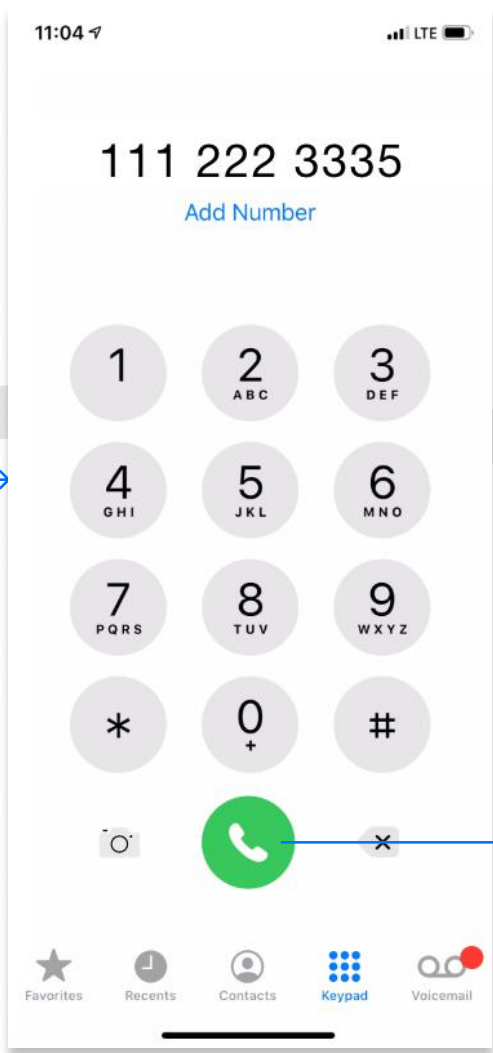 11:04 LTE
111 222 3335
Add Number
1 2 3
ABC DEF
4 5 6
GHI JKL MNO
7 8 9
PQRS TUV WXYZ
* 0 #
+
Favorites Recents Contacts Keypad Voicemail